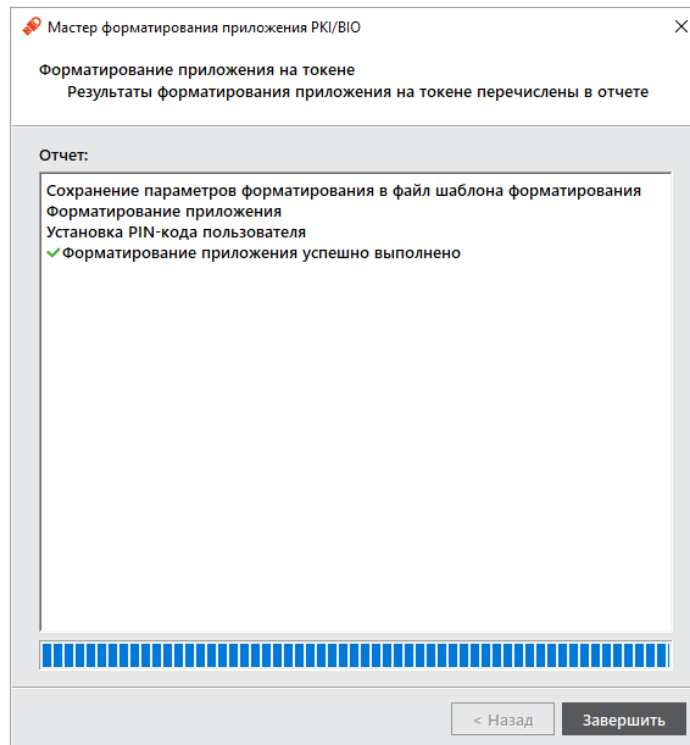 Мастер форматирования приложения PKI/BIO
Форматирование приложения на токене
Результаты форматирования приложения на токене перечислены в отчете
Отчет:
Сохранение параметров форматирования в файл шаблона форматирования
Форматирование приложения
Установка PIN-кода пользователя
Форматирование приложения успешно выполнено
< Назад
Завершить